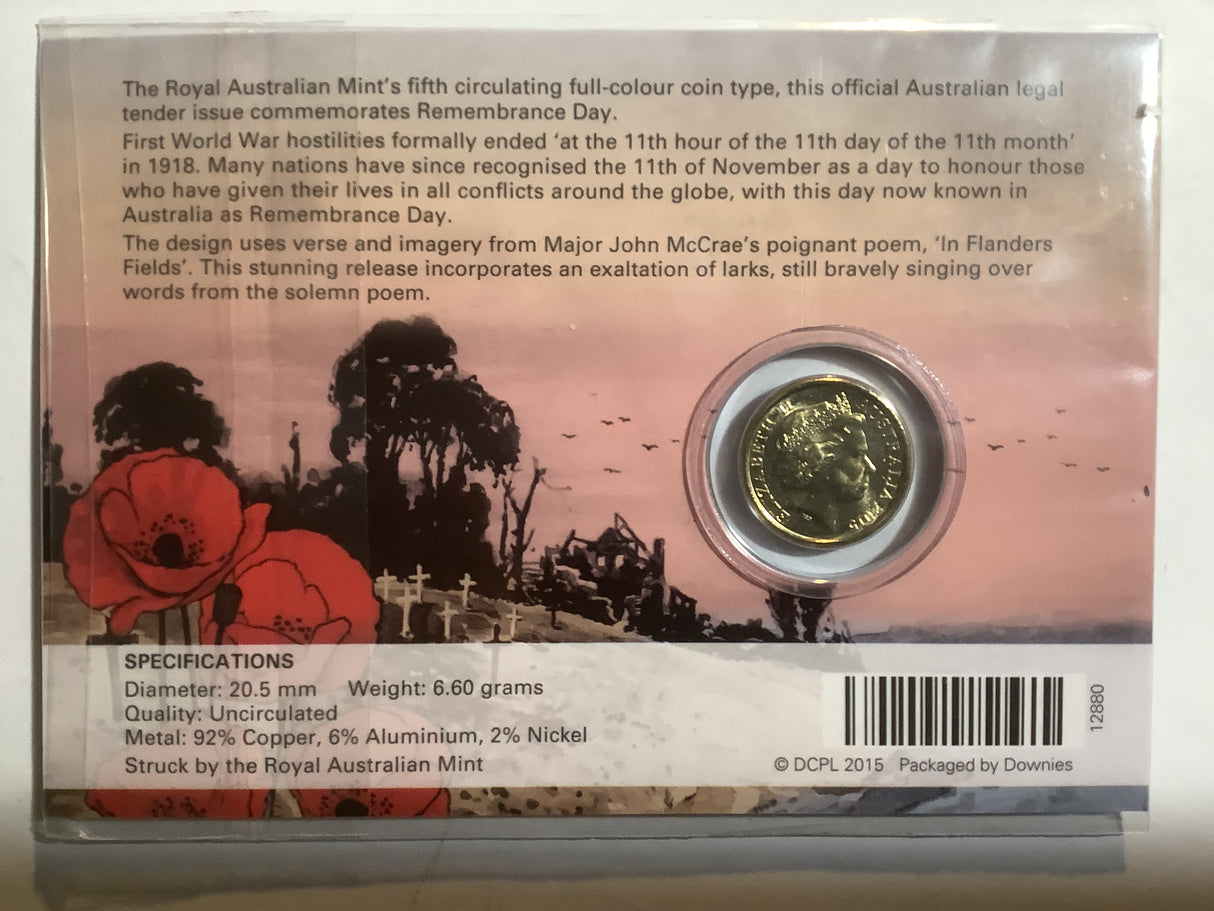 The Royal Australian Mint's fifth circulating full-colour coin type, this official Australian legal
tender issue commemorates Remembrance Day.
First World War hostilities formally ended 'at the 11th hour of the 11th day of the 11th month'
in 1918. Many nations have since recognised the 11th of November as a day to honour those
who have given their lives in all conflicts around the globe, with this day now known in
Australia as Remembrance Day.
The design uses verse and imagery from Major John McCrae's poignant poem, 'In Flanders
Fields'. This stunning release incorporates an exaltation of larks, still bravely singing over
words from the solemn poem.
ELIZABETH II AUSTRALIA 2015
SPECIFICATIONS
Diameter: 20.5 mm Weight: 6.60 grams
Quality: Uncirculated
Metal: 92% Copper, 6% Aluminium, 2% Nickel
Struck by the Royal Australian Mint
12880
© DCPL 2015 Packaged by Downies